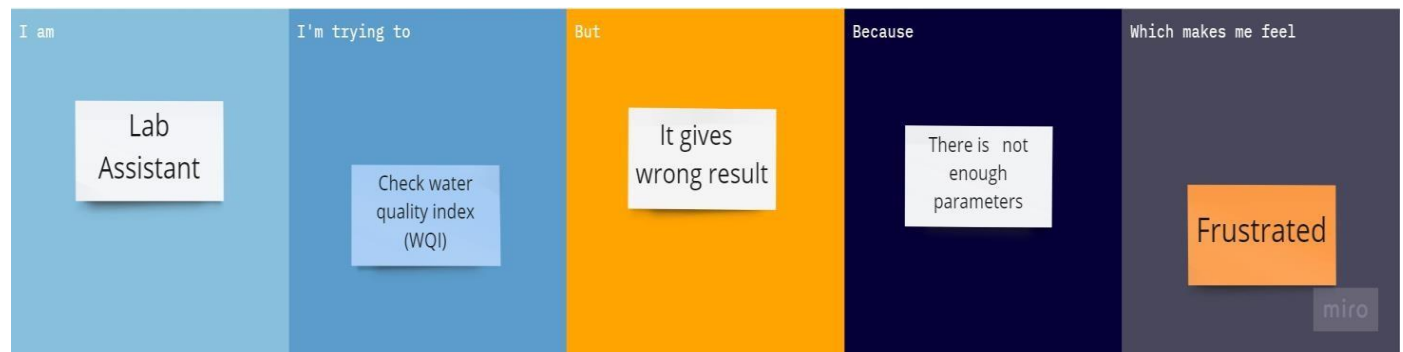 I am
Lab
Assistant
I'm trying to
Check water
quality index
(WQI)
But
It gives
wrong result
Because
There is not
enough
parameters
Which makes me feel
Frustrated
miro